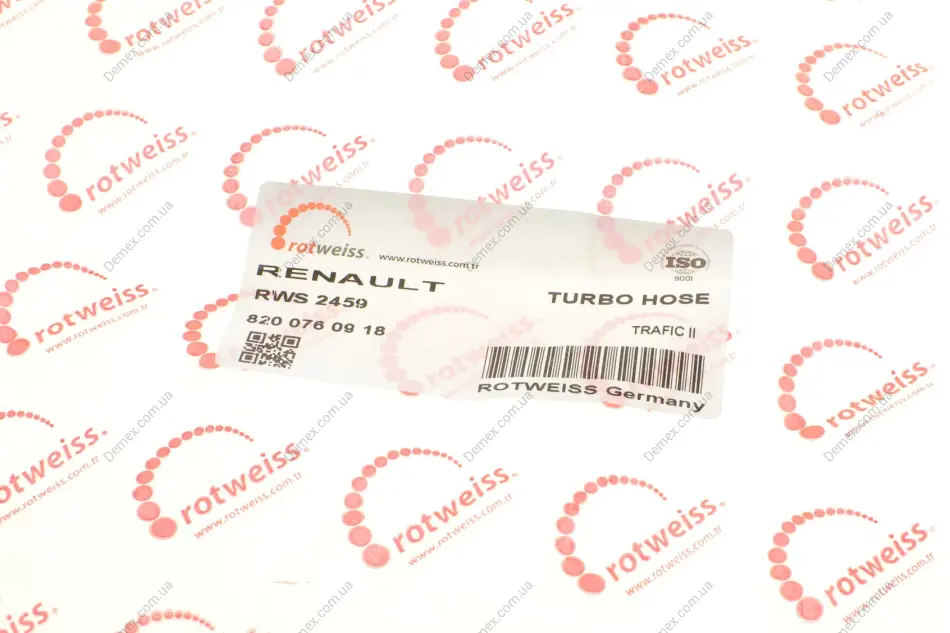 rotweiss.
www.rotweiss.com.tr
ISO
9001
RENAULT
RWS 2459
TURBO HOSE
820 076 09 18
TRAFIC II
ROTWEISS Germany
rotweiss.
www.rotweiss.com.tr
Demex.com.ua